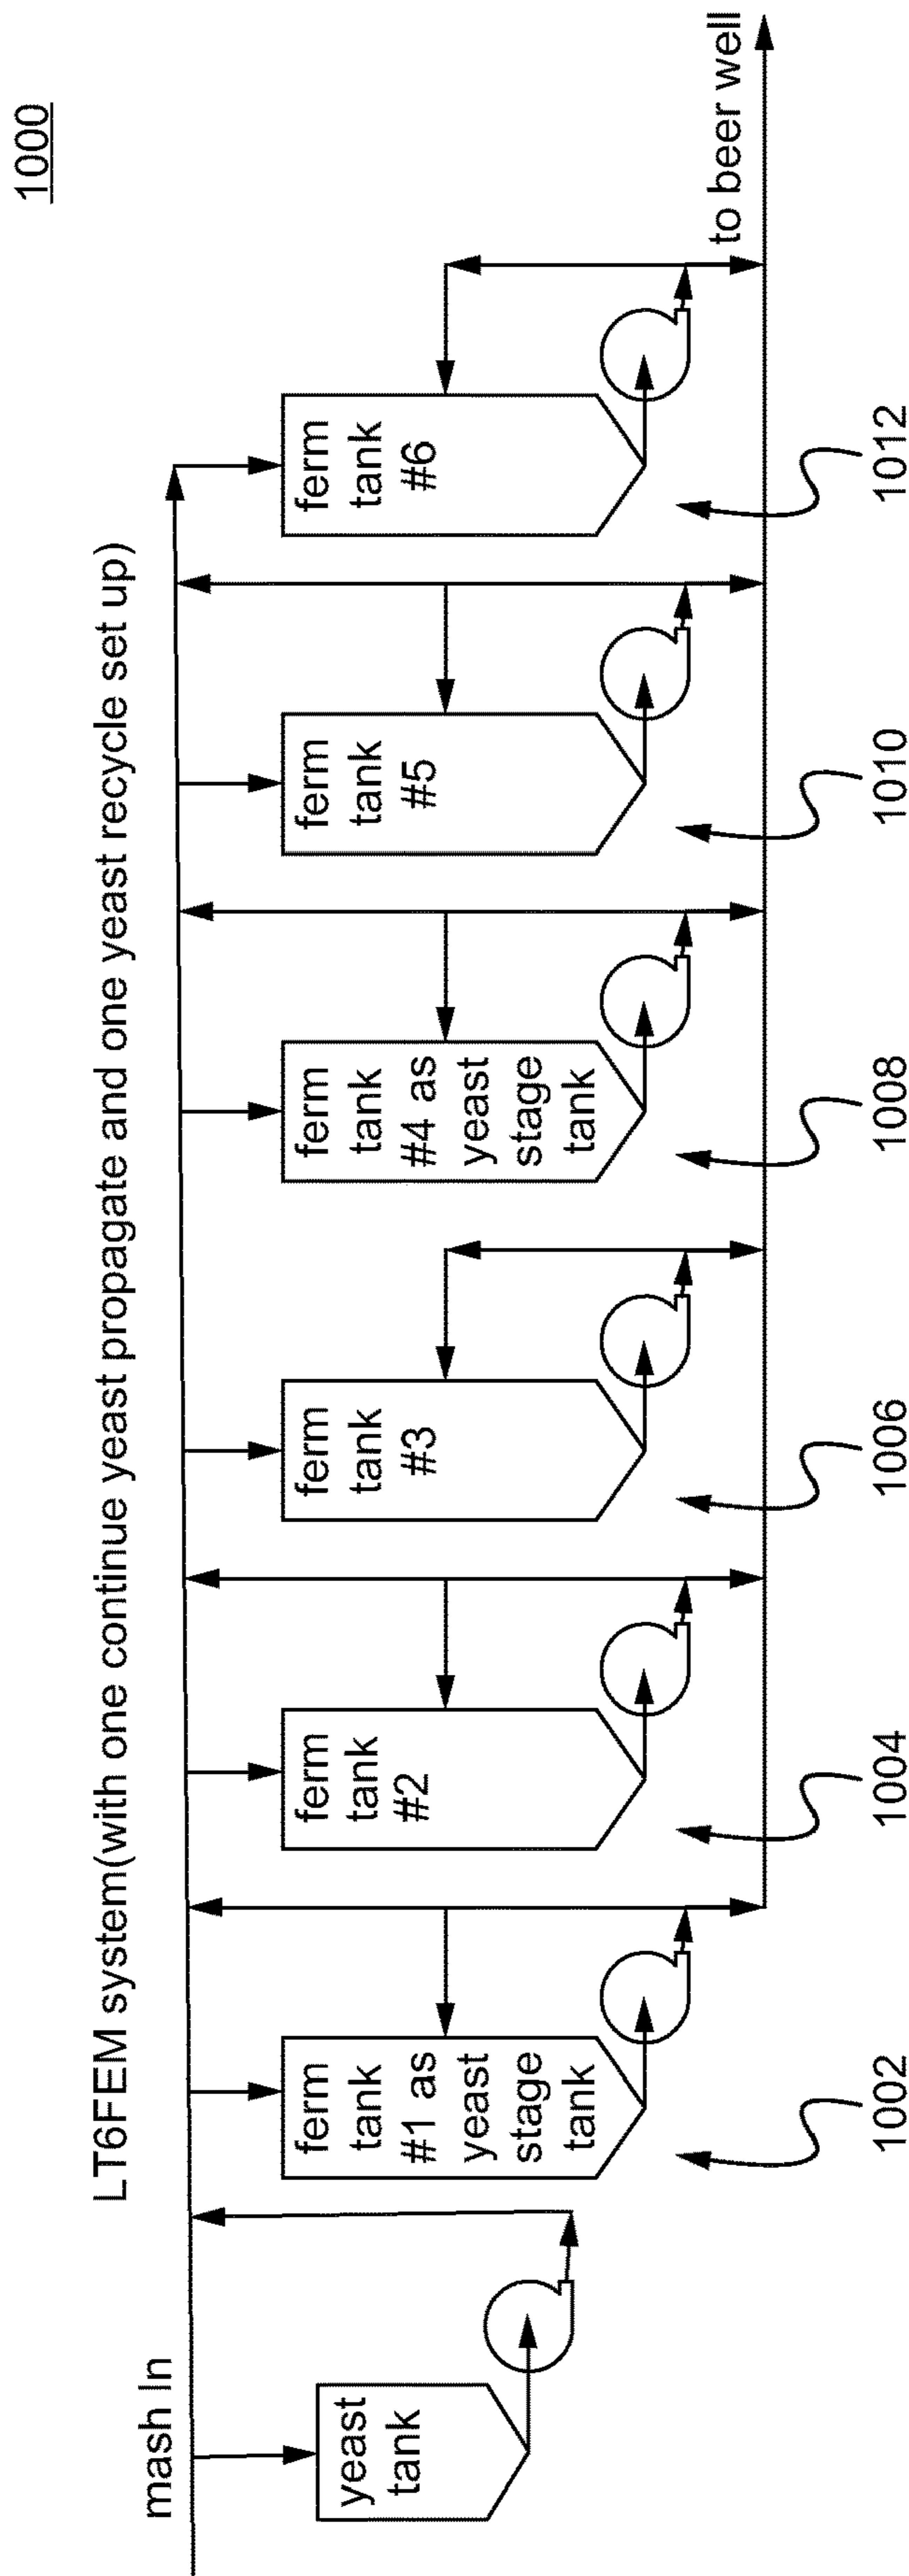 1000
LT6FEM system(with one continue yeast propagate and one yeast recycle set up)
mash In
yeast
tank
ferm
tank
#1 as
yeast
stage
tank
ferm
tank
#2
ferm
tank
#3
ferm
tank
#4 as
yeast
stage
tank
ferm
tank
#5
ferm
tank
#6
to beer well
1002
1004
1006
1008
1010
1012